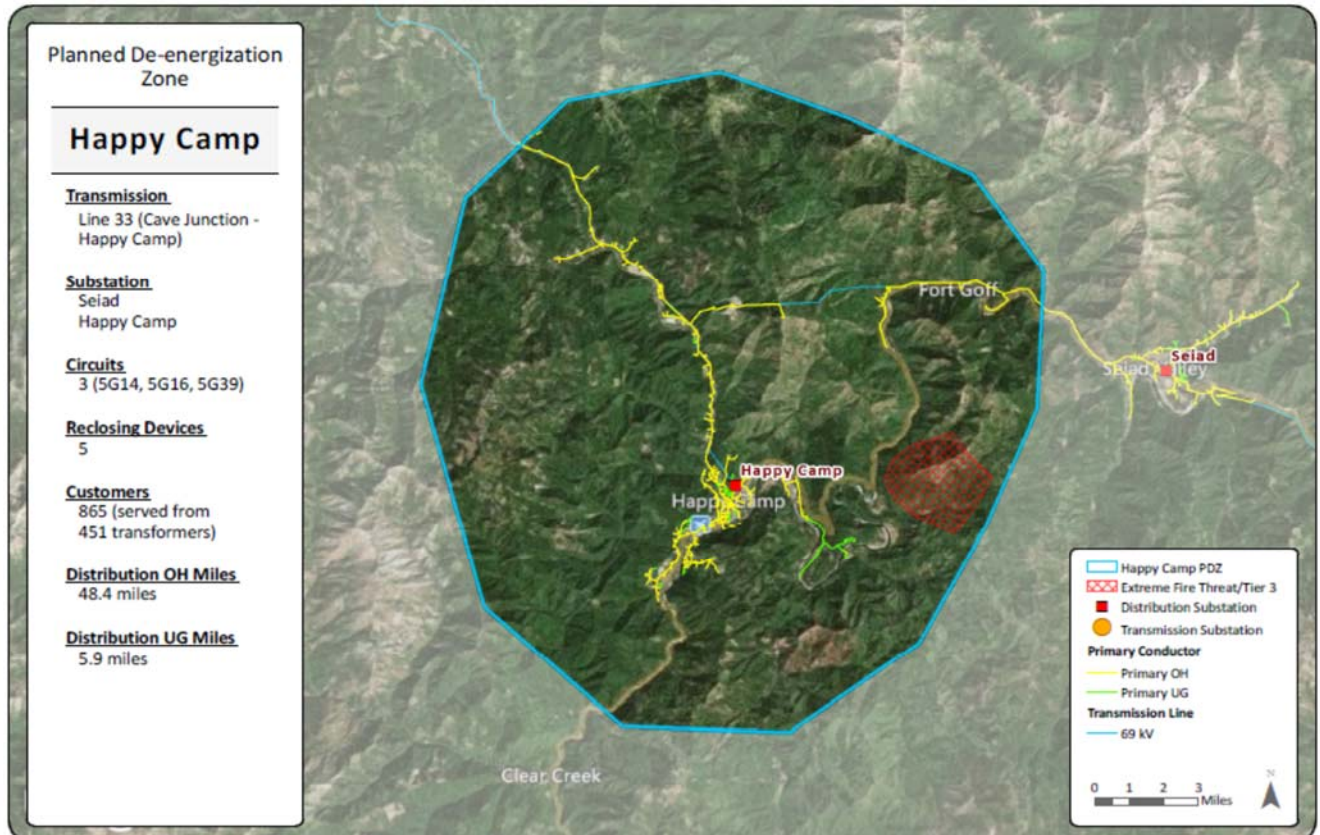 Planned De-energization
Zone
Happy Camp
Transmission
Line 33 (Cave Junction -
Happy Camp)
Substation
Seiad
Happy Camp
Circuits
3 (5G14, 5G16, 5G39)
Reclosing Devices
5
Customers
865 (served from
451 transformers)
Distribution OH Miles
48.4 miles
Distribution UG Miles
5.9 miles
Fort Goff
Seiad
Seiad Valley
Happy Camp
Happy Camp
Clear Creek
Happy Camp PDZ
Extreme Fire Threat/Tier 3
Distribution Substation
Transmission Substation
Primary Conductor
Primary OH
Primary UG
Transmission Line
69 kV
0 1 2 3
Miles
N